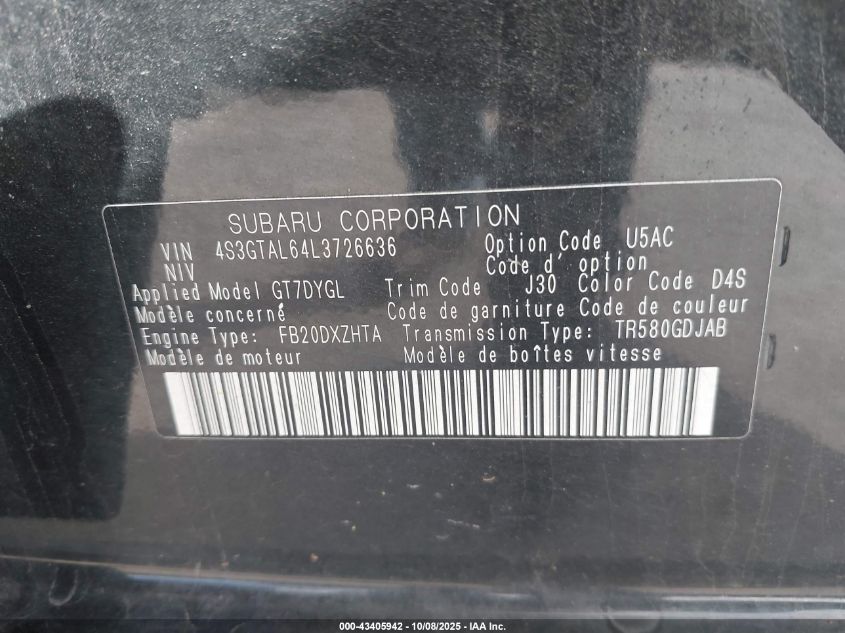 SUBARU CORPORATION
VIN 4S3GTAL64L3726636 Option Code U5AC
NIV Code d' option
Applied Model GT7DYGL Trim Code J30 Color Code D4S
Modèle concerné Code de garniture Code de couleur
Engine Type: FB20DXZHTA Transmission Type: TR580GDJAB
Modèle de moteur Modèle de boîtes vitesse
000-43405942 - 10/08/2025 - IAA Inc.